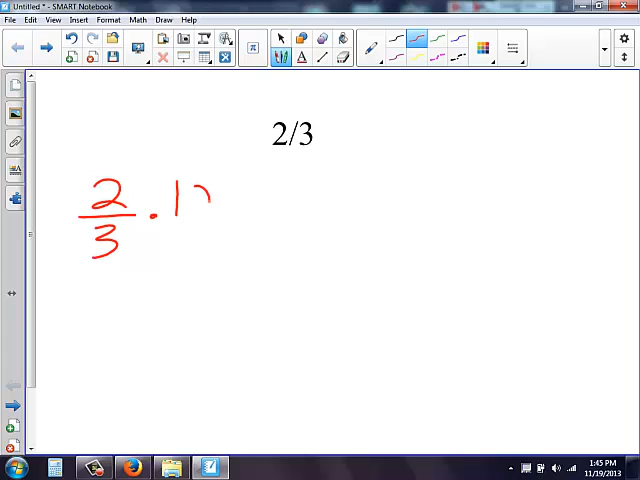 Untitled * - SMART Notebook
File Edit View Insert Format Math Draw Help
2/3
2
3
. 1
1:45 PM
11/19/2013